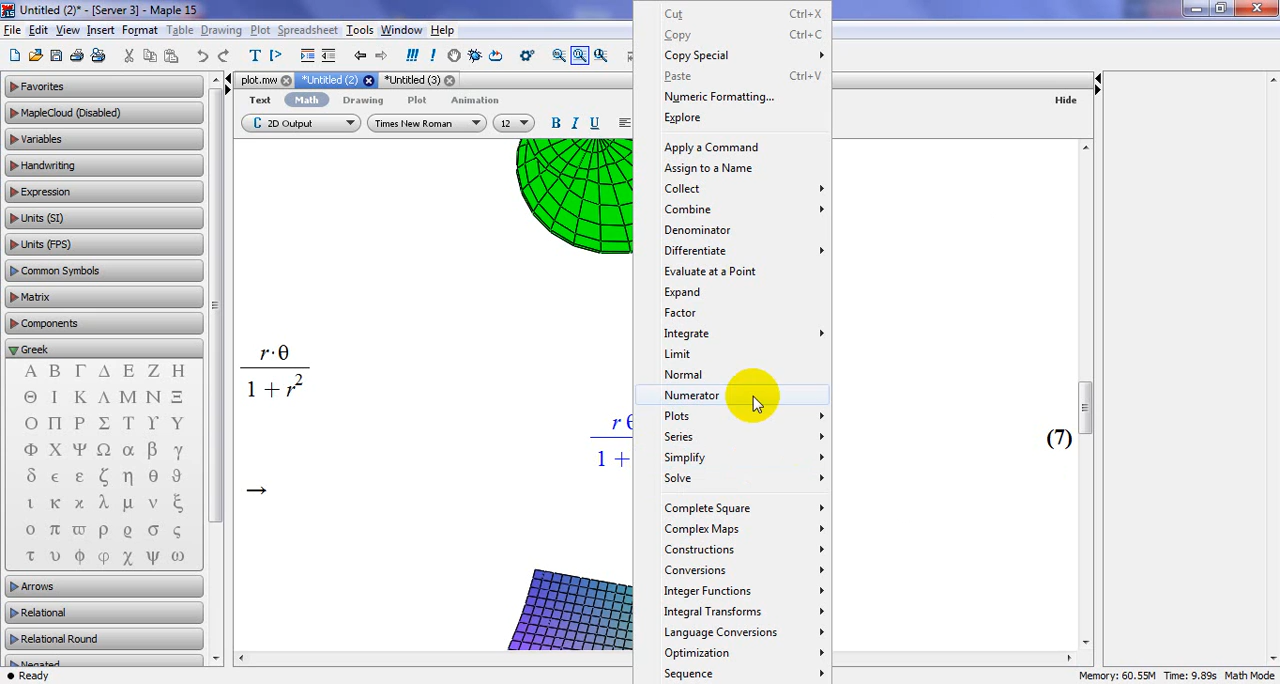 Untitled (2)* - [Server 3] - Maple 15
File Edit View Insert Format Table Drawing Plot Spreadsheet Tools Window Help
plot.mw *Untitled (2) *Untitled (3)
Text Math Drawing Plot Animation Hide
C 2D Output Times New Roman 12 B I U
Favorites
MapleCloud (Disabled)
Variables
Handwriting
Expression
Units (SI)
Units (FPS)
Common Symbols
Matrix
Components
Greek
Α Β Γ Δ Ε Ζ Η
Θ Ι Κ Λ Μ Ν Ξ
Ο Π Ρ Σ Τ Υ ϒ
Φ Χ Ψ Ω α β γ
δ ϵ ε ζ η θ ϑ
ι κ ϰ λ μ ν ξ
ο π ϖ ρ ϱ σ ς
τ υ ϕ φ χ ψ ω
Arrows
Relational
Relational Round
Negated
r·θ
1 + r²
→
r θ
1 +
(7)
Cut Ctrl+X
Copy Ctrl+C
Copy Special
Paste Ctrl+V
Numeric Formatting...
Explore
Apply a Command
Assign to a Name
Collect
Combine
Denominator
Differentiate
Evaluate at a Point
Expand
Factor
Integrate
Limit
Normal
Numerator
Plots
Series
Simplify
Solve
Complete Square
Complex Maps
Constructions
Conversions
Integer Functions
Integral Transforms
Language Conversions
Optimization
Sequence
Ready
Memory: 60.55M Time: 9.89s Math Mode